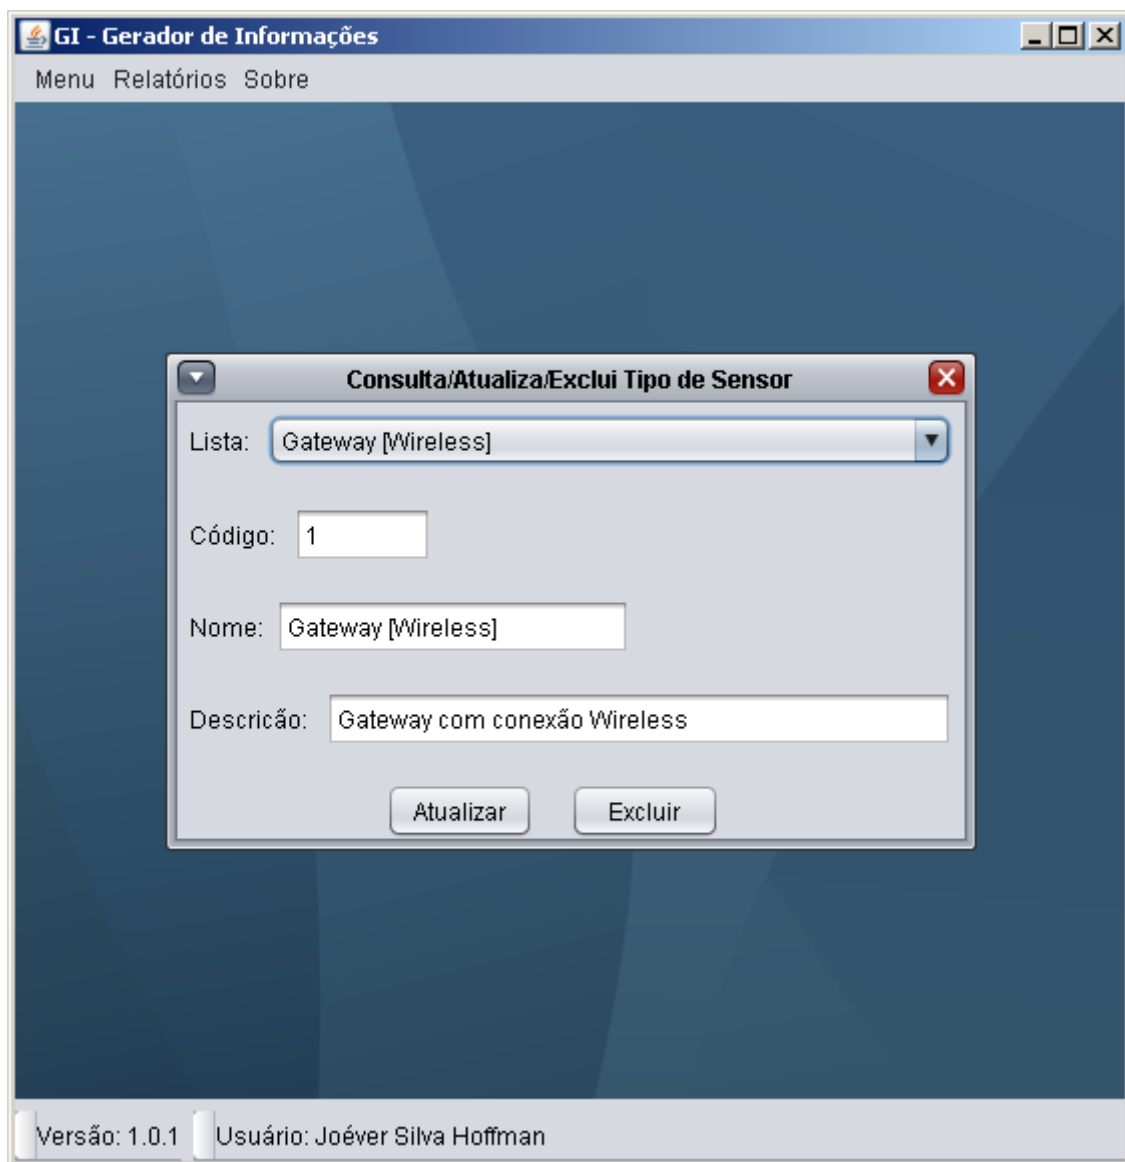 GI - Gerador de Informações
Menu Relatórios Sobre
Consulta/Atualiza/Exclui Tipo de Sensor
Lista: Gateway [Wireless]
Código: 1
Nome: Gateway [Wireless]
Descricão: Gateway com conexão Wireless
Atualizar Excluir
Versão: 1.0.1 Usuário: Joéver Silva Hoffman